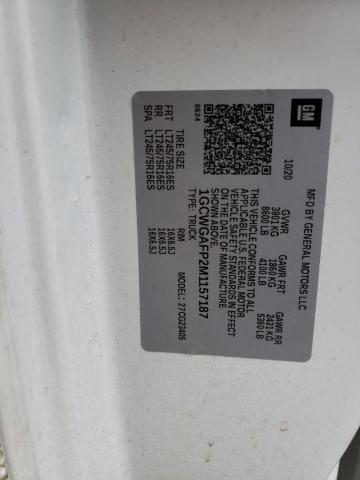 GM
MFD BY GENERAL MOTORS LLC
10/20
GVWR GAWR FRT GAWR RR
3901 KG 1860 KG 2431 KG
8600 LB 4100 LB 5360 LB
THIS VEHICLE CONFORMS TO ALL
APPLICABLE U.S. FEDERAL MOTOR
VEHICLE SAFETY STANDARDS IN EFFECT
ON THE DATE OF MANUFACTURE
SHOWN ABOVE.
1GCWGAFP2M1157187
TYPE: TRUCK
8624
MODEL: 27CG23405
TIRE SIZE RIMS
FRT LT245/75R16ES 16X6.5J
RR LT245/75R16ES 16X6.5J
SPA LT245/75R16ES 16X6.5J